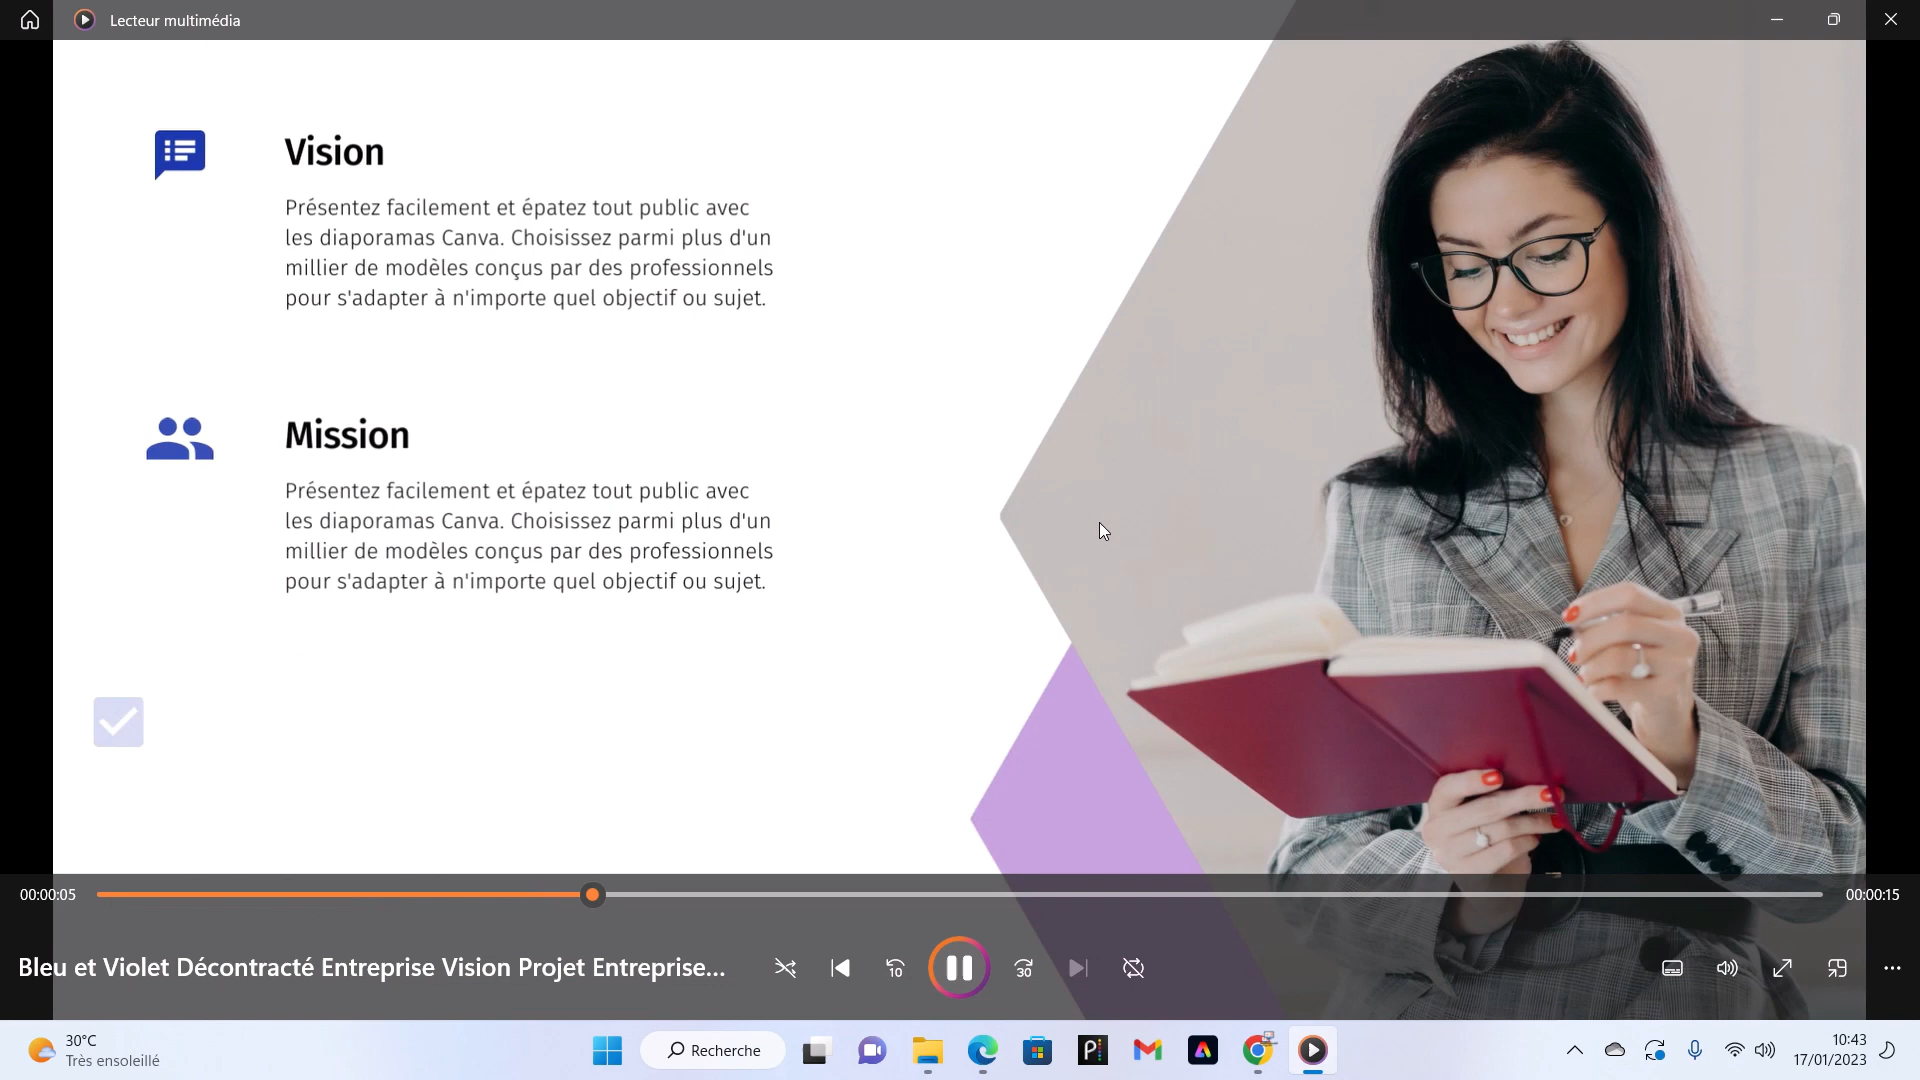 Lecteur multimédia
Vision
Présentez facilement et épatez tout public avec
les diaporamas Canva. Choisissez parmi plus d'un
millier de modèles conçus par des professionnels
pour s'adapter à n'importe quel objectif ou sujet.
Mission
Présentez facilement et épatez tout public avec
les diaporamas Canva. Choisissez parmi plus d'un
millier de modèles conçus par des professionnels
pour s'adapter à n'importe quel objectif ou sujet.
00:00:05
00:00:15
Bleu et Violet Décontracté Entreprise Vision Projet Entreprise...
10
30
30°C
Très ensoleillé
Recherche
10:43
17/01/2023